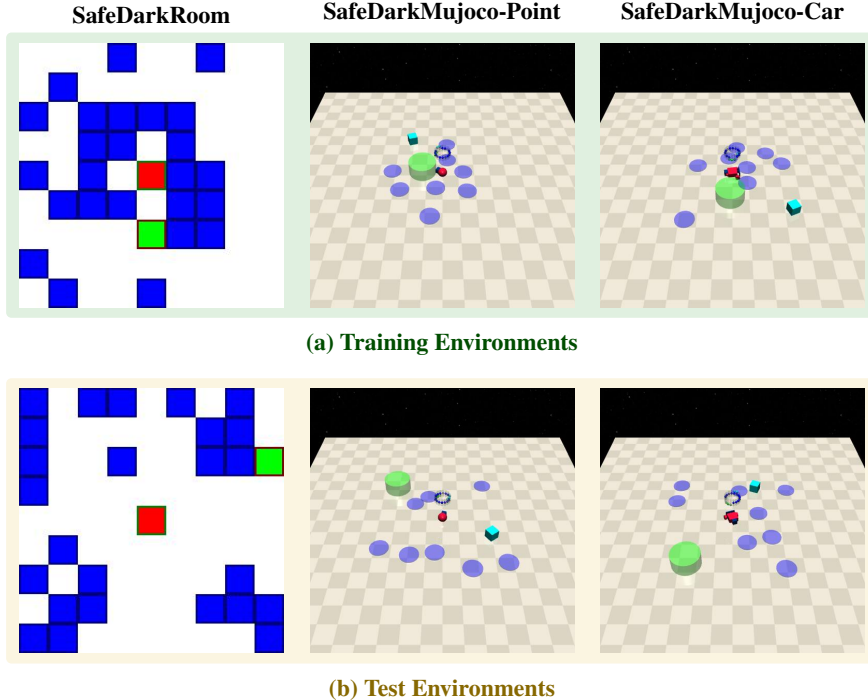 SafeDarkRoom
SafeDarkMujoco-Point
SafeDarkMujoco-Car
(a) Training Environments
(b) Test Environments